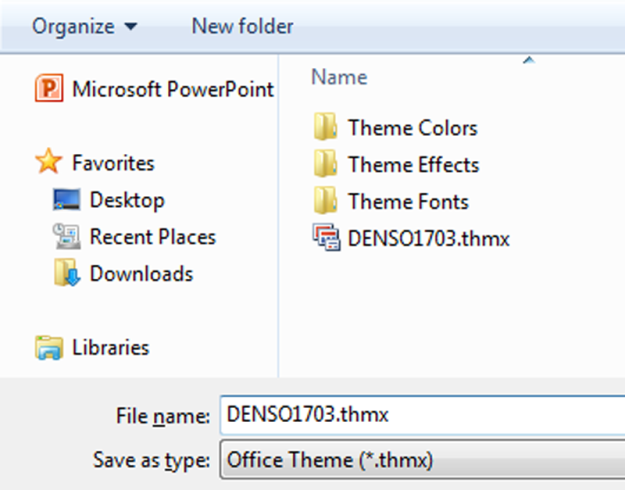 Organize New folder
Microsoft PowerPoint
Favorites
Desktop
Recent Places
Downloads
Libraries
Name
Theme Colors
Theme Effects
Theme Fonts
DENSO1703.thmx
File name: DENSO1703.thmx
Save as type: Office Theme (*.thmx)